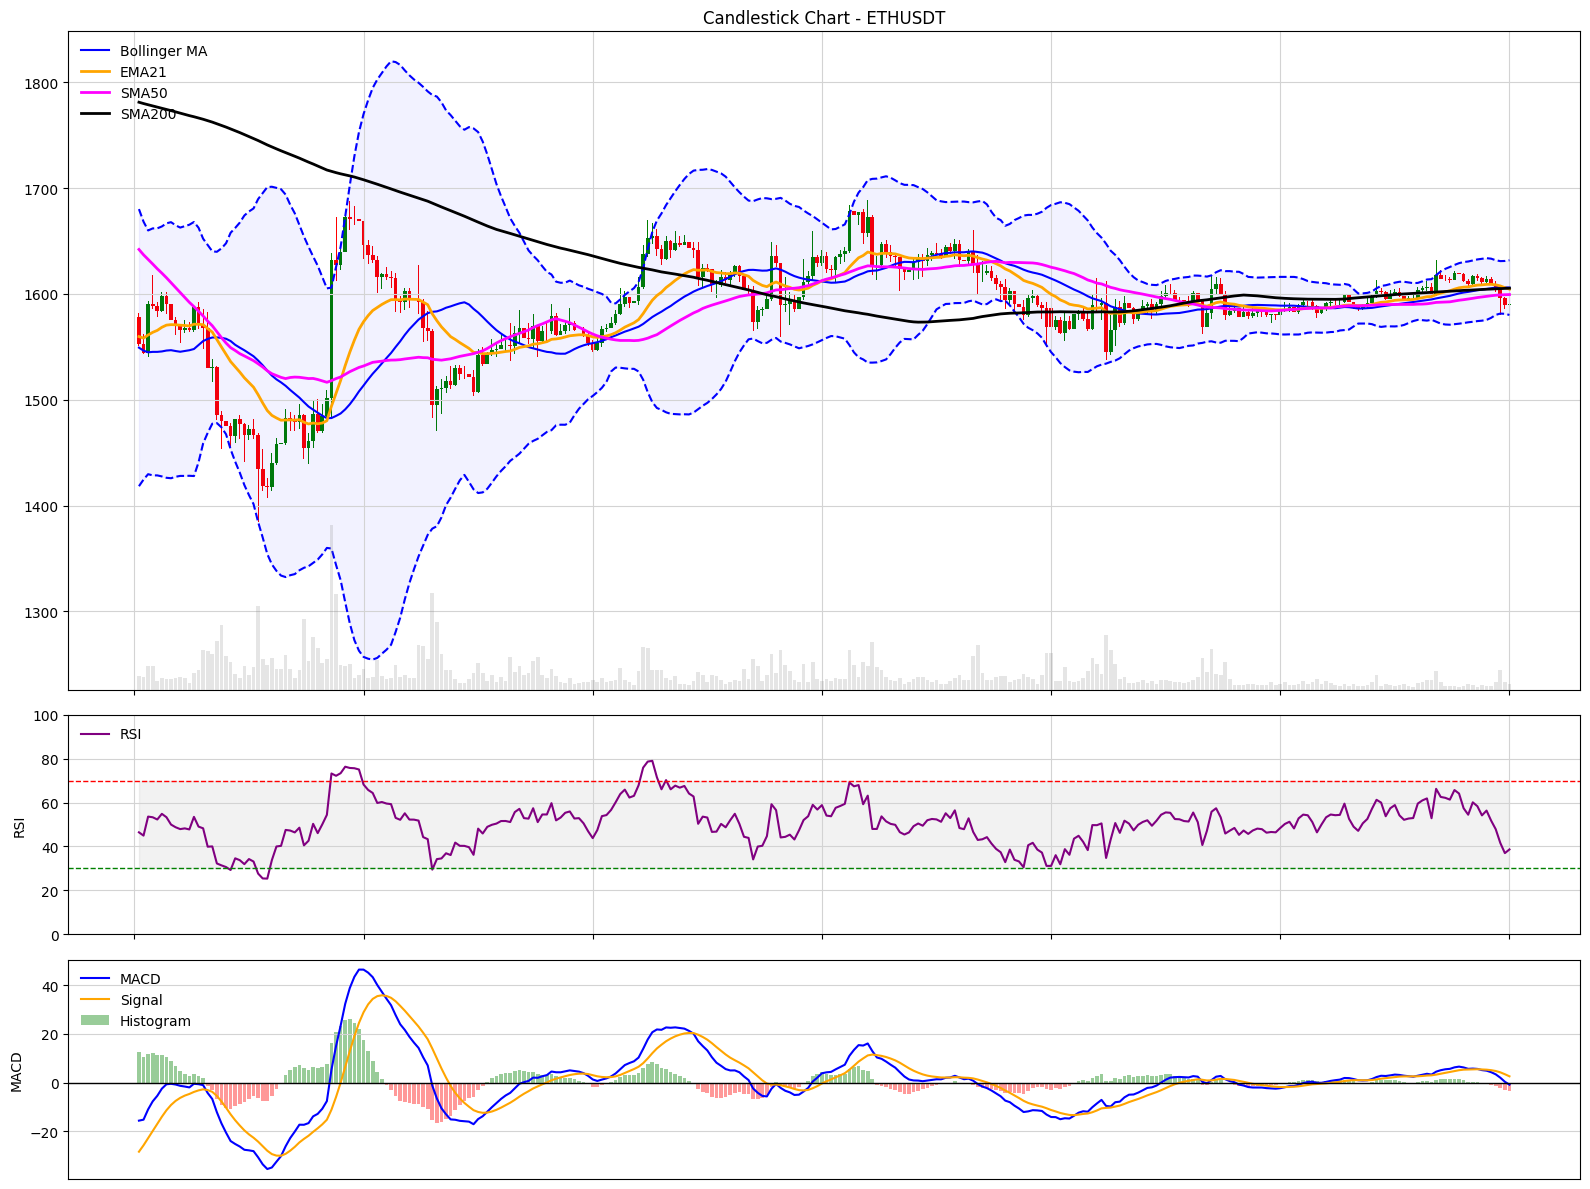 Candlestick Chart - ETHUSDT
Bollinger MA
EMA21
SMA50
SMA200
1800
1700
1600
1500
1400
1300
RSI
100
80
60
40
20
0
RSI
MACD
Signal
Histogram
40
20
0
−20
MACD